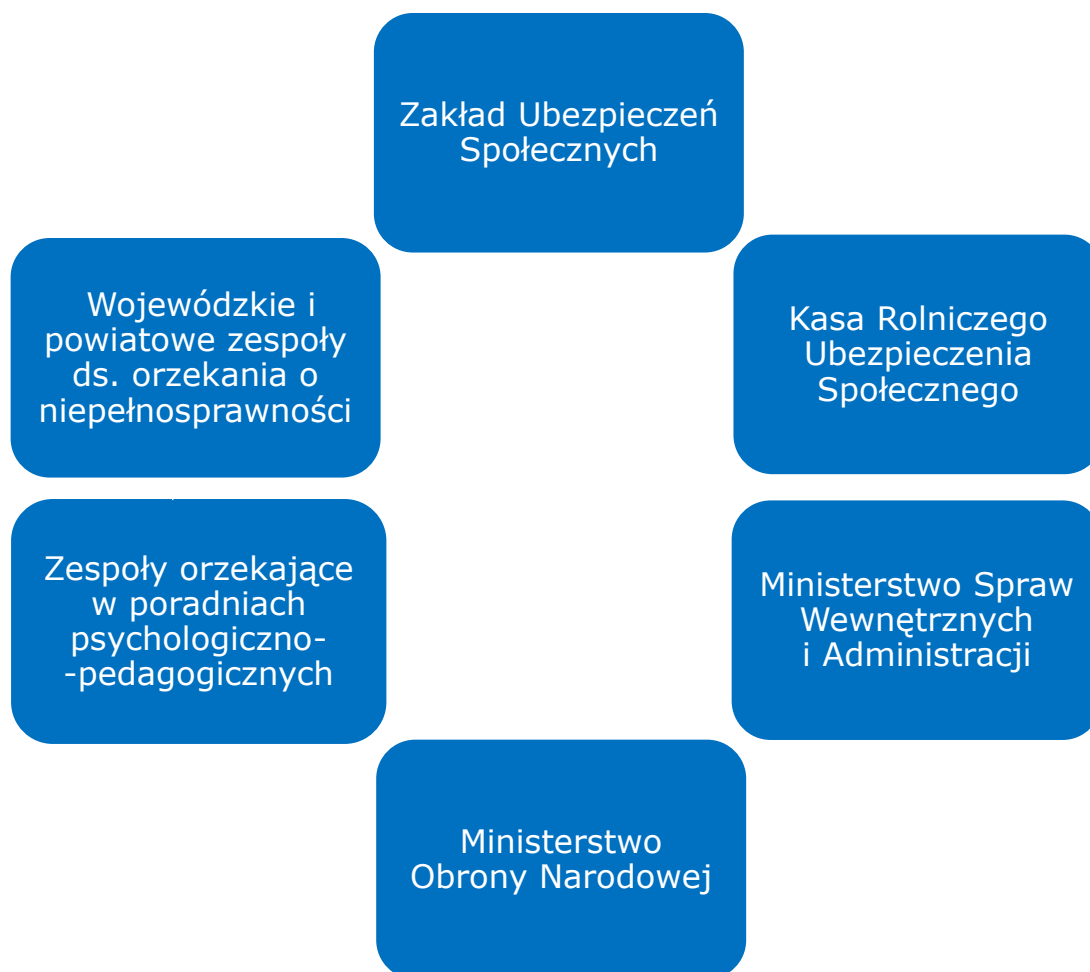 Zakład Ubezpieczeń
Społecznych
Wojewódzkie i
powiatowe zespoły
ds. orzekania o
niepełnosprawności
Kasa Rolniczego
Ubezpieczenia
Społecznego
Zespoły orzekające
w poradniach
psychologiczno-
-pedagogicznych
Ministerstwo Spraw
Wewnętrznych
i Administracji
Ministerstwo
Obrony Narodowej